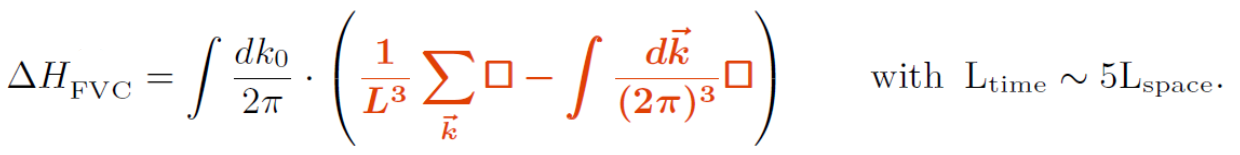 ΔH_FVC = ∫ dk₀/2π · ( 1/L³ ∑_k⃗ □ − ∫ dk⃗/(2π)³ □ ) with L_time ∼ 5L_space.